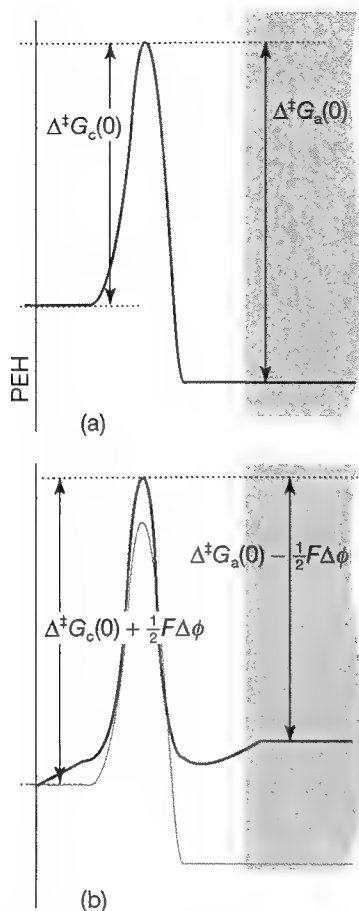 Δ‡Gc(0)
Δ‡Ga(0)
PEH
(a)
Δ‡Ga(0) − ½FΔϕ
Δ‡Gc(0) + ½FΔϕ
(b)